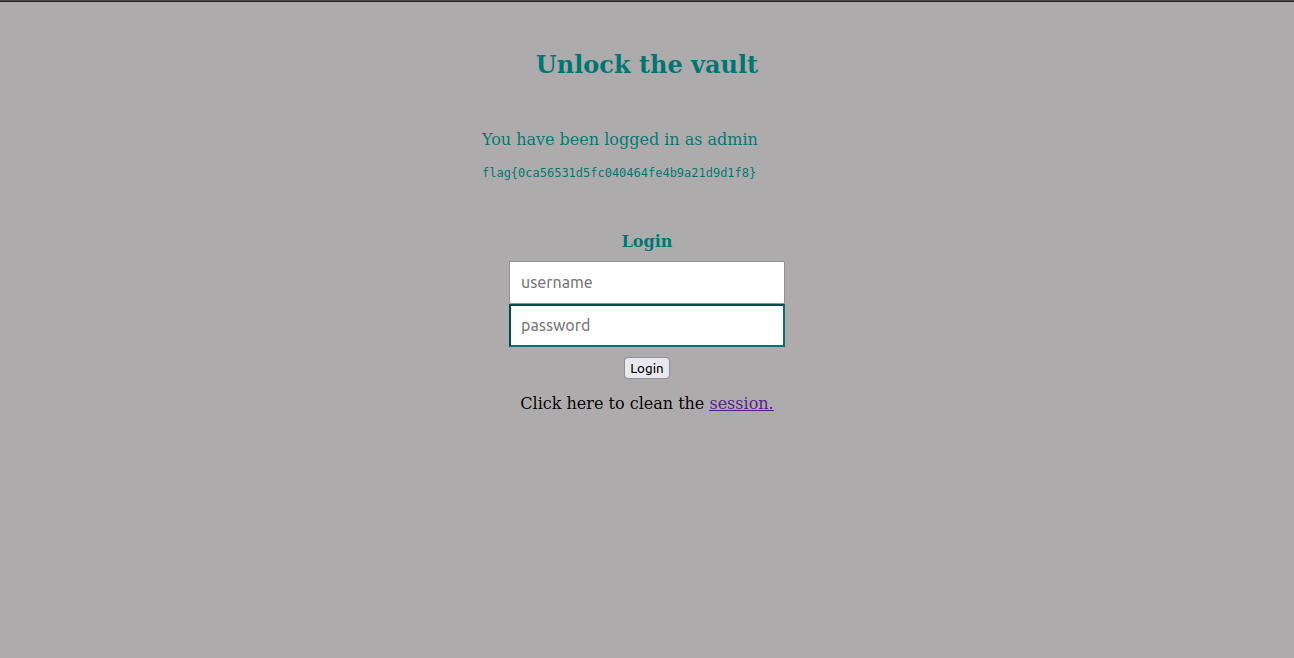 Unlock the vault
You have been logged in as admin
flag{0ca56531d5fc040464fe4b9a21d9d1f8}
Login
username
password
Login
Click here to clean the session.